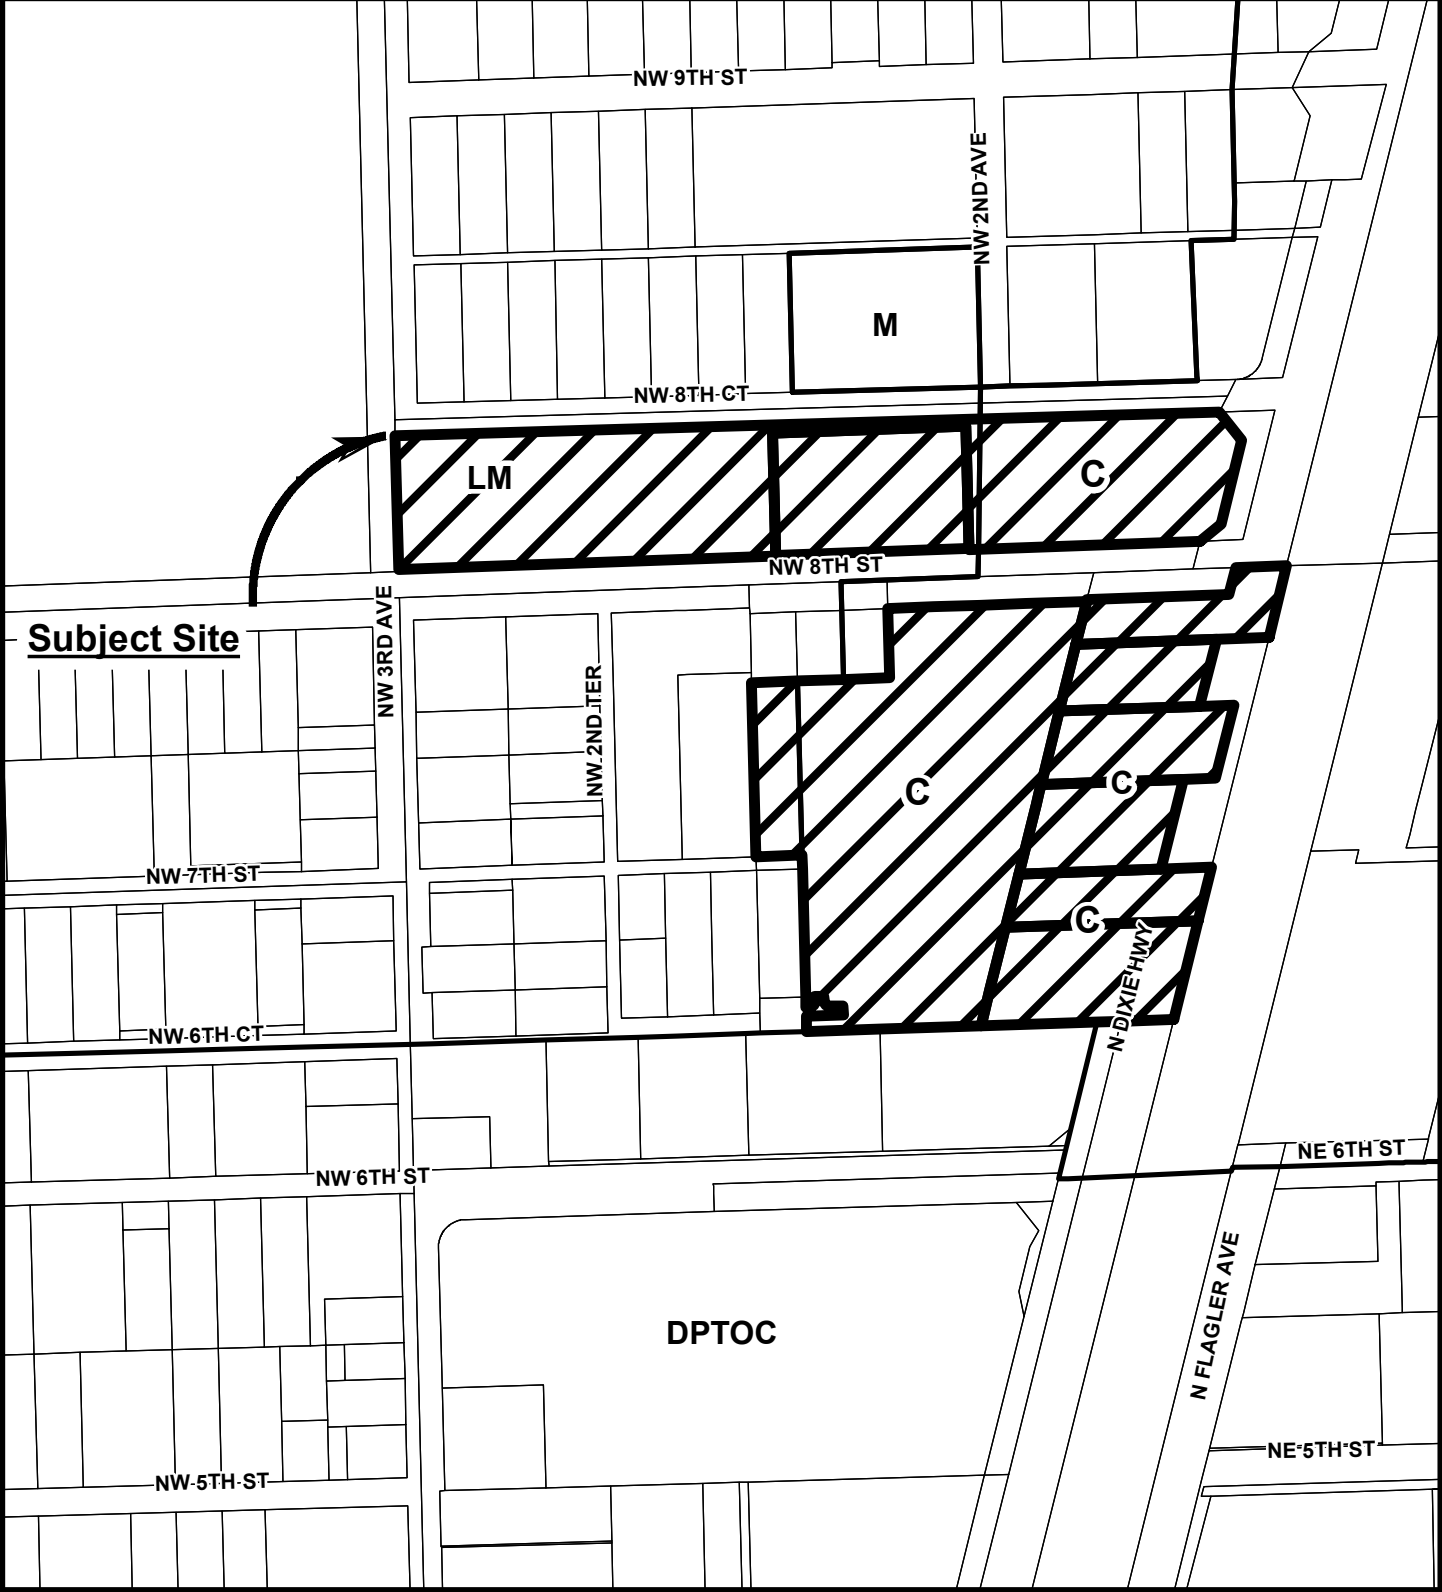 NW 9TH ST
NW 2ND AVE
M
NW 8TH CT
LM
C
NW 8TH ST
Subject Site
NW 3RD AVE
NW 2ND TER
C
C
NW 7TH ST
C
N DIXIE HWY
NW 6TH CT
NE 6TH ST
NW 6TH ST
N FLAGLER AVE
DPTOC
NE 5TH ST
NW 5TH ST